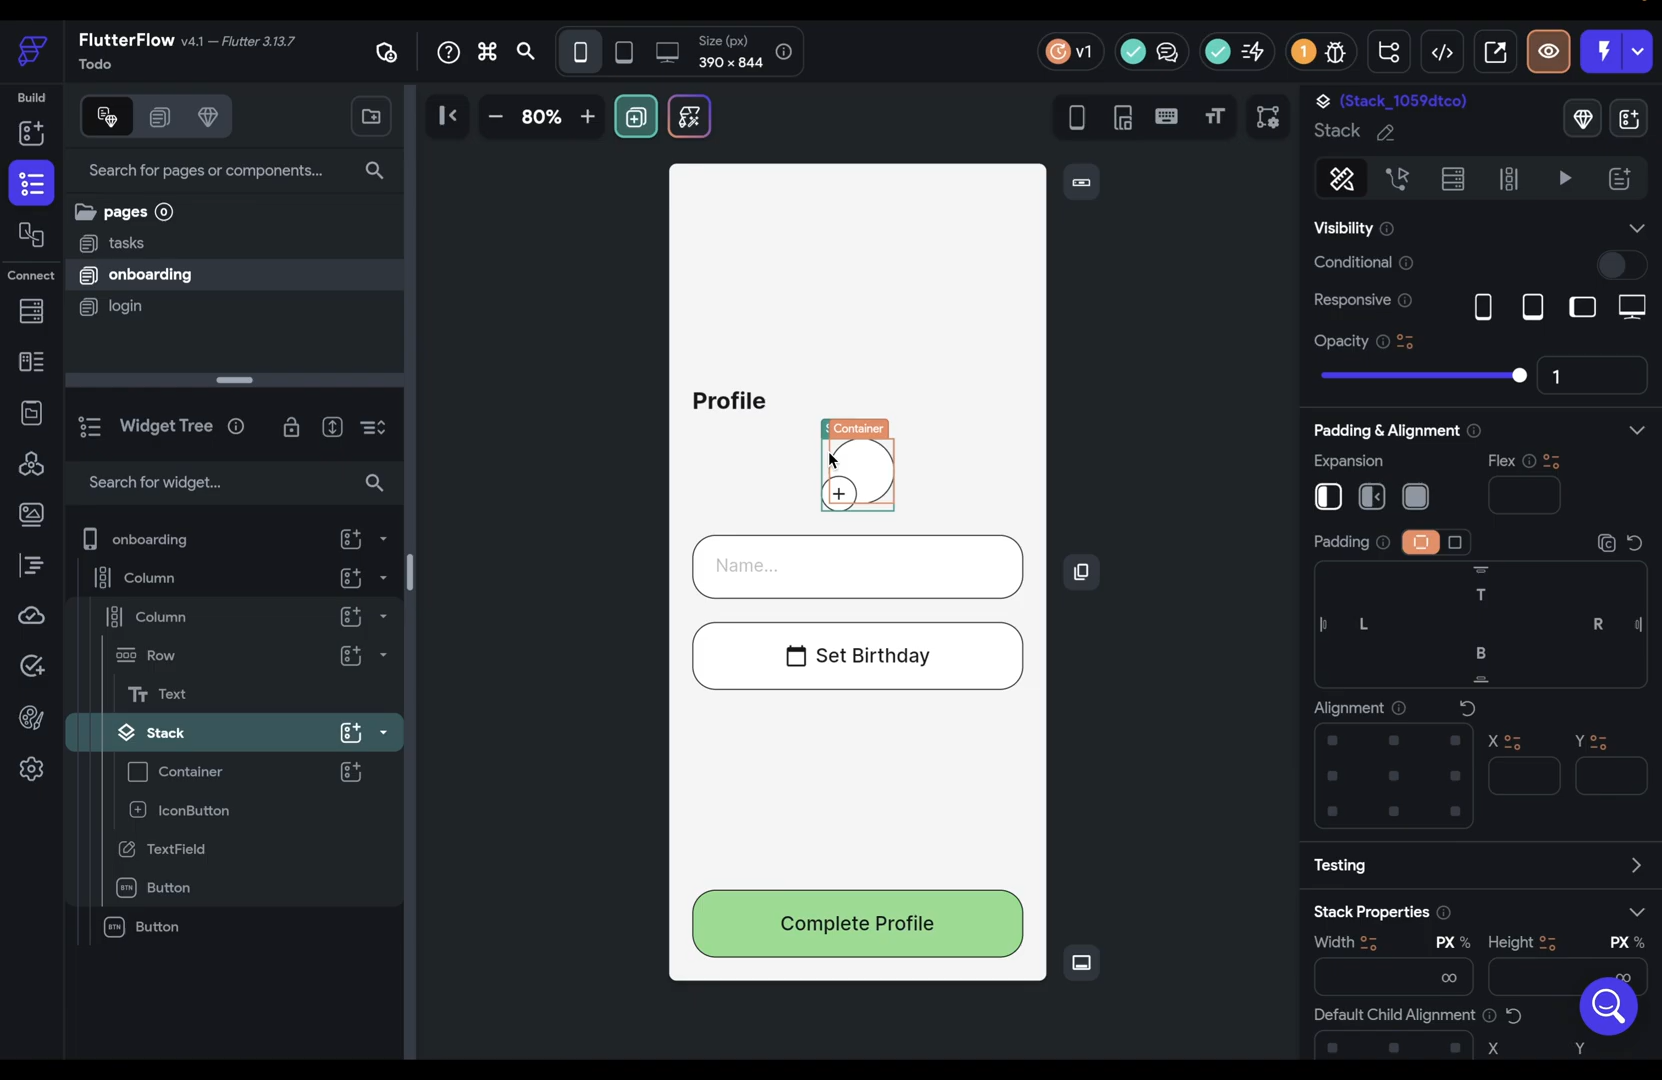 FlutterFlow v4.1 — Flutter 3.13.7
Todo
Size (px)
390 × 844
v1
1
Build
Connect
Search for pages or components...
pages 0
tasks
onboarding
login
Widget Tree
Search for widget...
onboarding
Column
Column
Row
Text
Stack
Container
IconButton
TextField
Button
Button
80%
Profile
Container
Name...
Set Birthday
Complete Profile
(Stack_1059dtco)
Stack
Visibility
Conditional
Responsive
Opacity
1
Padding & Alignment
Expansion
Flex
Padding
T
L
R
B
Alignment
X
Y
Testing
Stack Properties
Width PX %
Height PX %
∞
∞
Default Child Alignment
X
Y